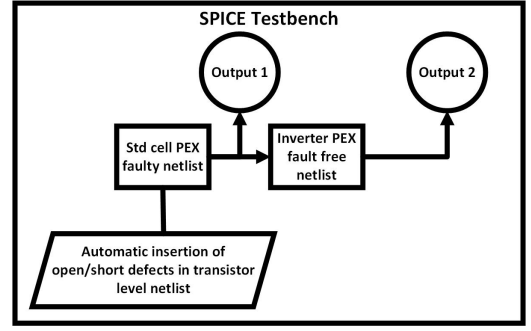 SPICE Testbench
Output 1
Output 2
Std cell PEX
faulty netlist
Inverter PEX
fault free
netlist
Automatic insertion of
open/short defects in transistor
level netlist